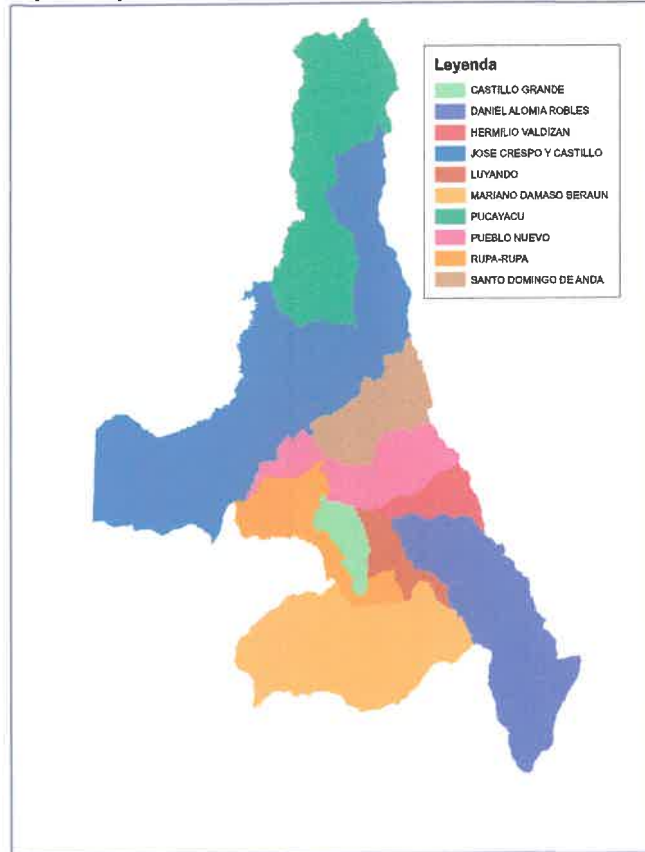 Leyenda
CASTILLO GRANDE
DANIEL ALOMIA ROBLES
HERMILIO VALDIZAN
JOSE CRESPO Y CASTILLO
LUYANDO
MARIANO DAMASO BERAUN
PUCAYACU
PUEBLO NUEVO
RUPA-RUPA
SANTO DOMINGO DE ANDA